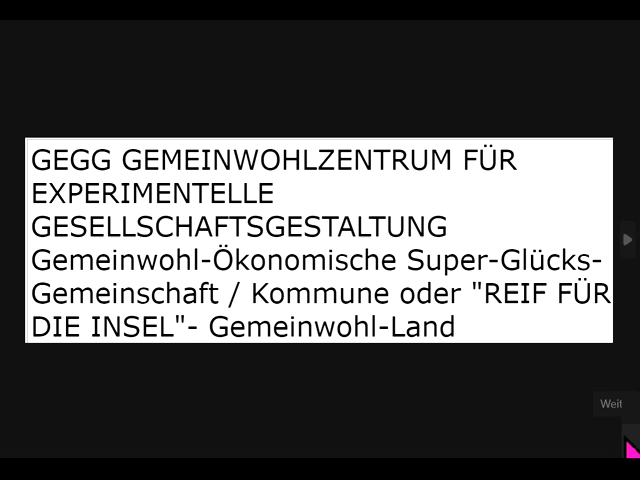 GEGG GEMEINWOHLZENTRUM FÜR
EXPERIMENTELLE
GESELLSCHAFTSGESTALTUNG
Gemeinwohl-Ökonomische Super-Glücks-
Gemeinschaft / Kommune oder "REIF FÜR
DIE INSEL"- Gemeinwohl-Land
Weit